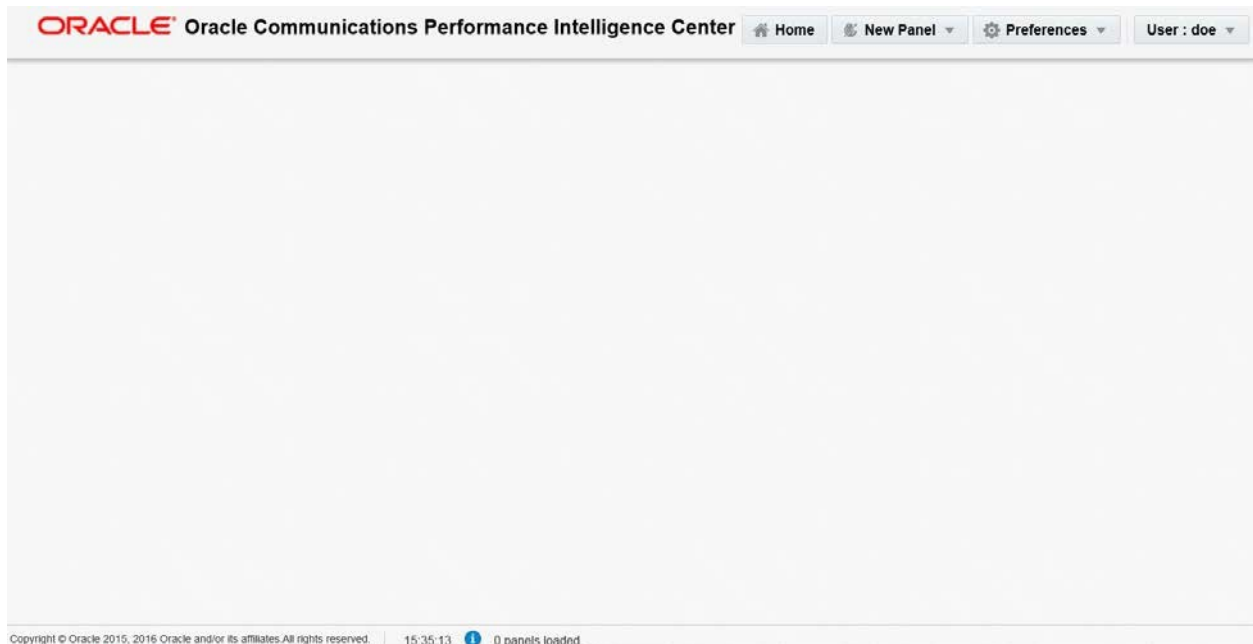 ORACLE® Oracle Communications Performance Intelligence Center Home New Panel Preferences User : doe
Copyright © Oracle 2015, 2016 Oracle and/or its affiliates.All rights reserved. 15:35:13 0 panels loaded